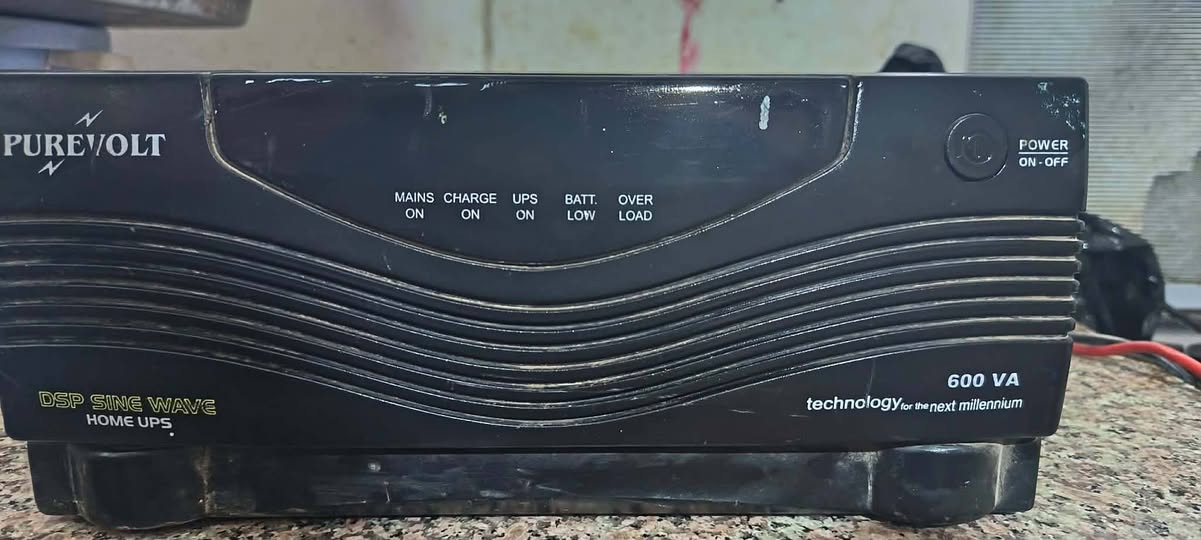 PUREVOLT
POWER
ON - OFF
MAINS CHARGE UPS BATT. OVER
ON ON ON LOW LOAD
600 VA
technology for the next millennium
DSP SINE WAVE
HOME UPS